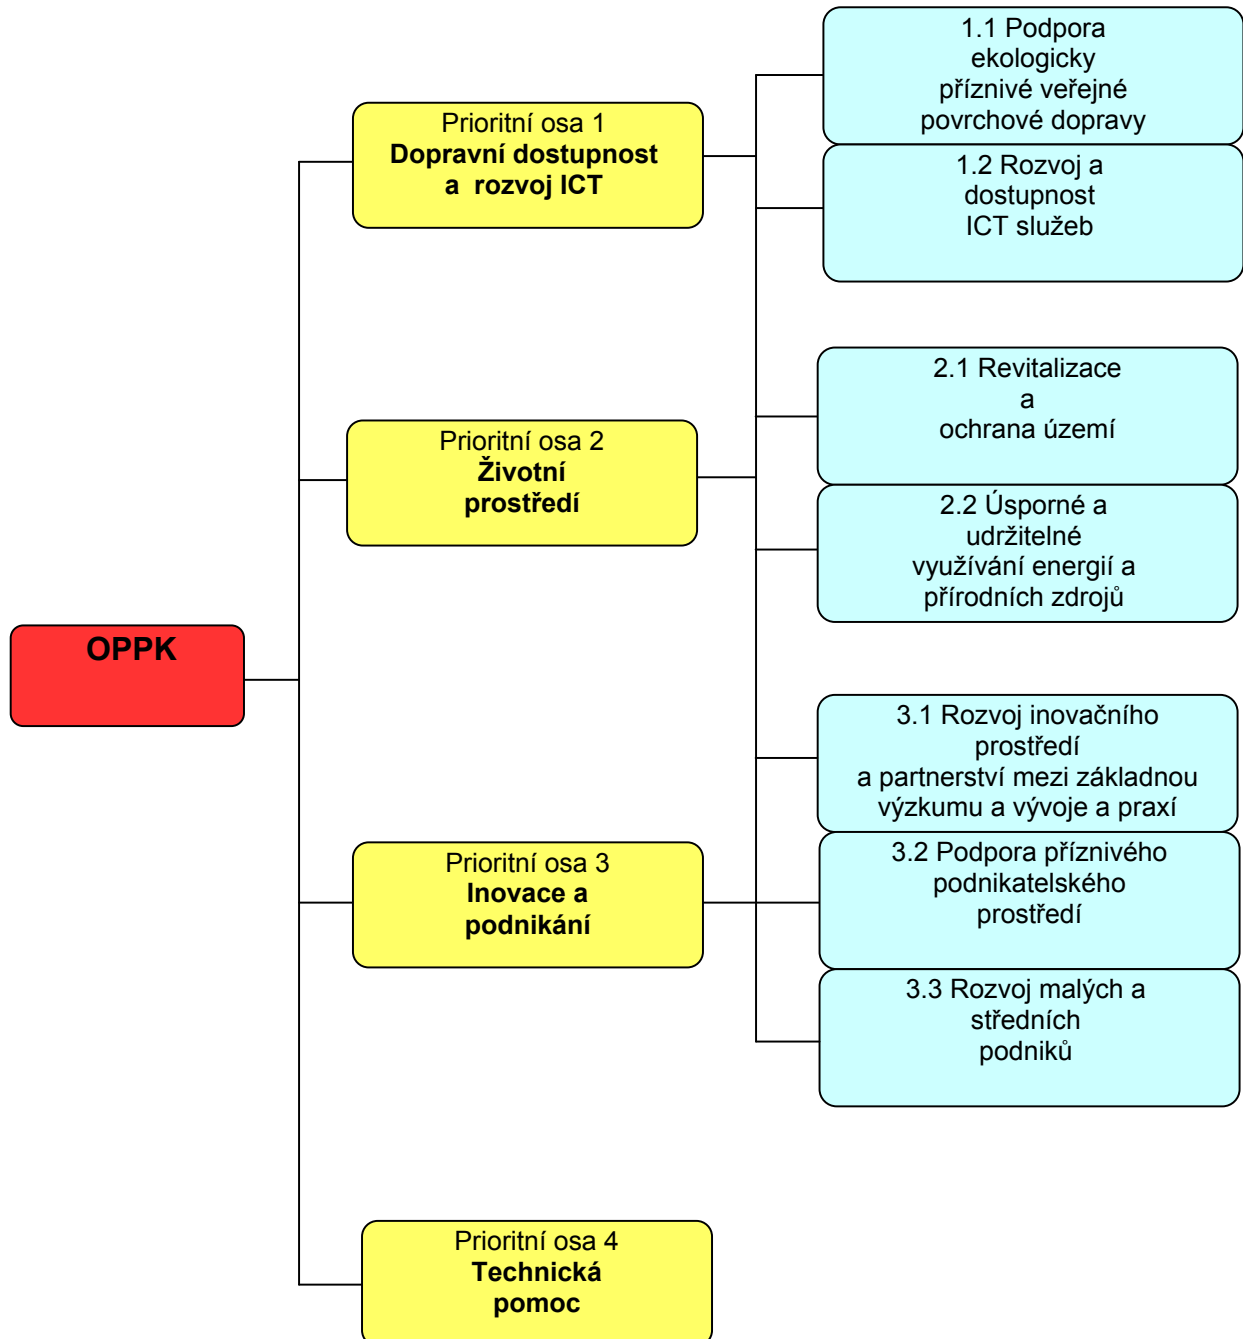 OPPK
Prioritní osa 1
Dopravní dostupnost
a rozvoj ICT
1.1 Podpora
ekologicky
příznivé veřejné
povrchové dopravy
1.2 Rozvoj a
dostupnost
ICT služeb
Prioritní osa 2
Životní
prostředí
2.1 Revitalizace
a
ochrana území
2.2 Úsporné a
udržitelné
využívání energií a
přírodních zdrojů
Prioritní osa 3
Inovace a
podnikání
3.1 Rozvoj inovačního
prostředí
a partnerství mezi základnou
výzkumu a vývoje a praxí
3.2 Podpora příznivého
podnikatelského
prostředí
3.3 Rozvoj malých a
středních
podniků
Prioritní osa 4
Technická
pomoc